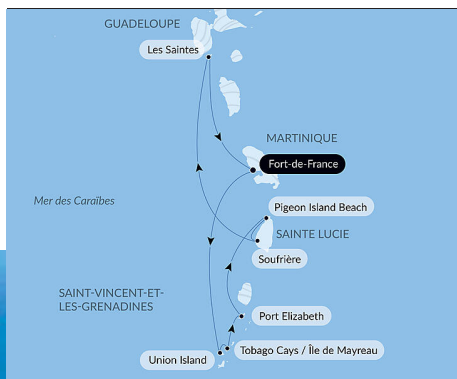 GUADELOUPE
Les Saintes
MARTINIQUE
Fort-de-France
Mer des Caraïbes
Pigeon Island Beach
SAINTE LUCIE
Soufrière
SAINT-VINCENT-ET-
LES-GRENADINES
Port Elizabeth
Tobago Cays / Île de Mayreau
Union Island